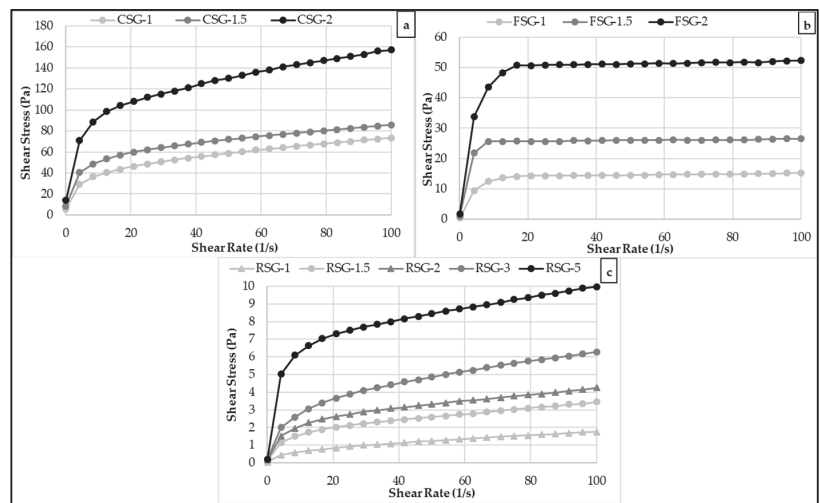 CSG-1 CSG-1.5 CSG-2 a
180
160
140
120
100
80
60
40
20
0
Shear Stress (Pa)
0 20 40 60 80 100
Shear Rate (1/s)
FSG-1 FSG-1.5 FSG-2 b
60
50
40
30
20
10
0
Shear Stress (Pa)
0 20 40 60 80 100
Shear Rate (1/s)
RSG-1 RSG-1.5 RSG-2 RSG-3 RSG-5 c
10
9
8
7
6
5
4
3
2
1
0
Shear Stress (Pa)
0 20 40 60 80 100
Shear Rate (1/s)